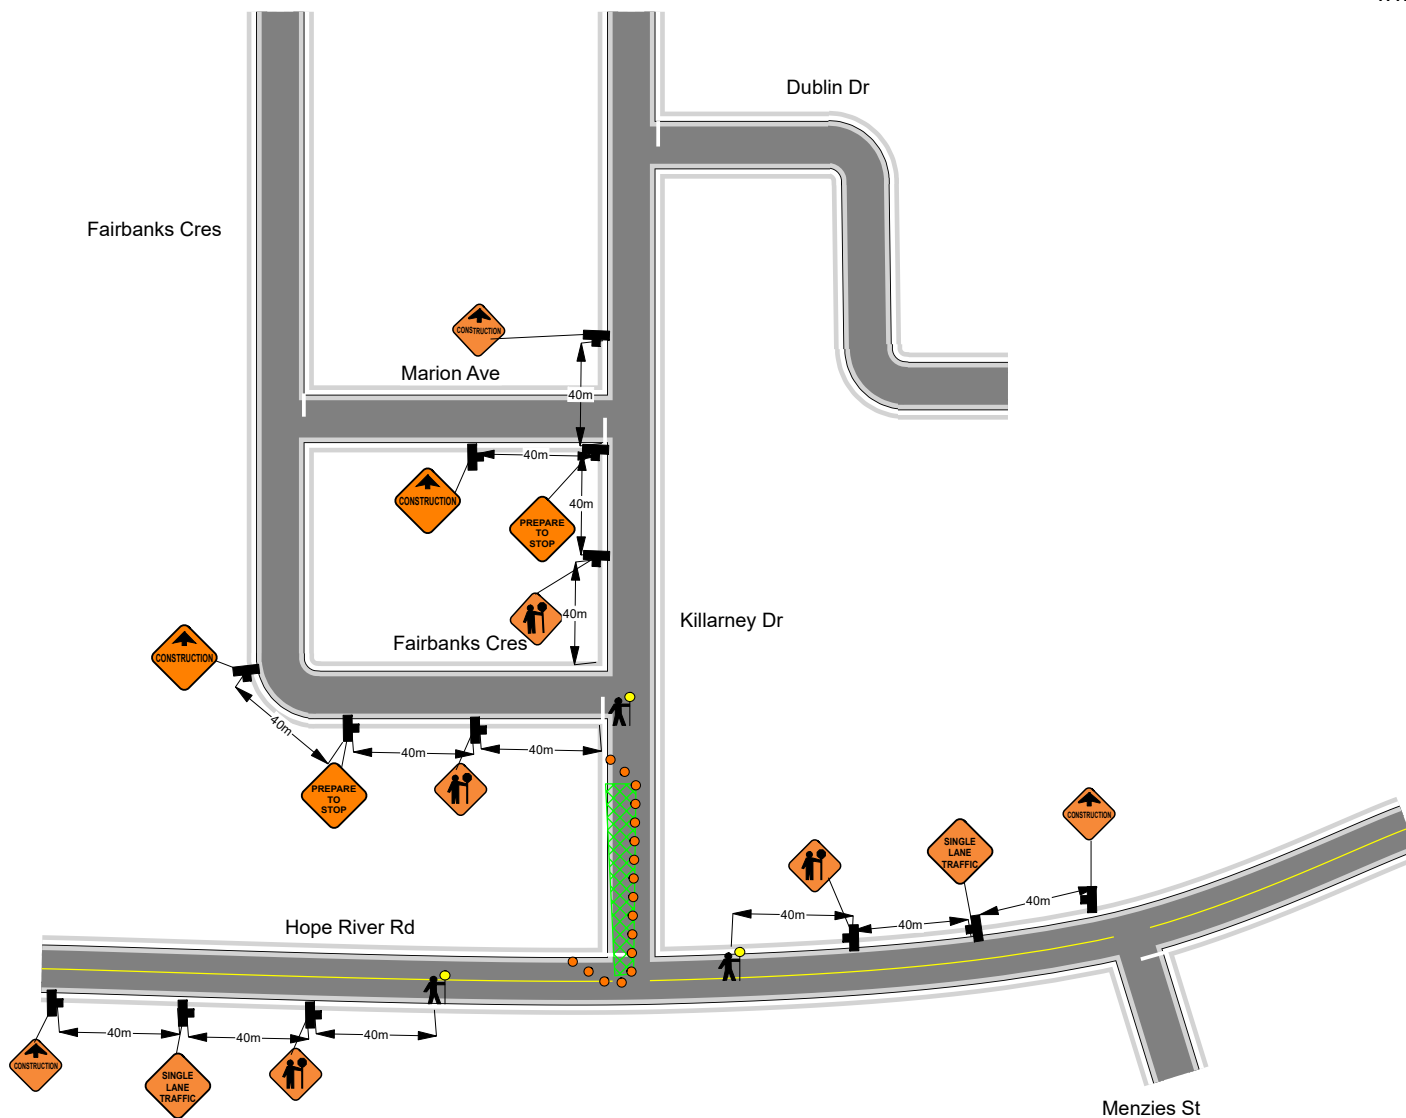 Dublin Dr
Fairbanks Cres
CONSTRUCTION
Marion Ave
40m
40m
CONSTRUCTION
PREPARE
TO
STOP
40m
40m
Killarney Dr
Fairbanks Cres
CONSTRUCTION
40m
40m
40m
PREPARE
TO
STOP
CONSTRUCTION
SINGLE
LANE
TRAFFIC
40m
40m
40m
Hope River Rd
40m
40m
40m
CONSTRUCTION
SINGLE
LANE
TRAFFIC
Menzies St